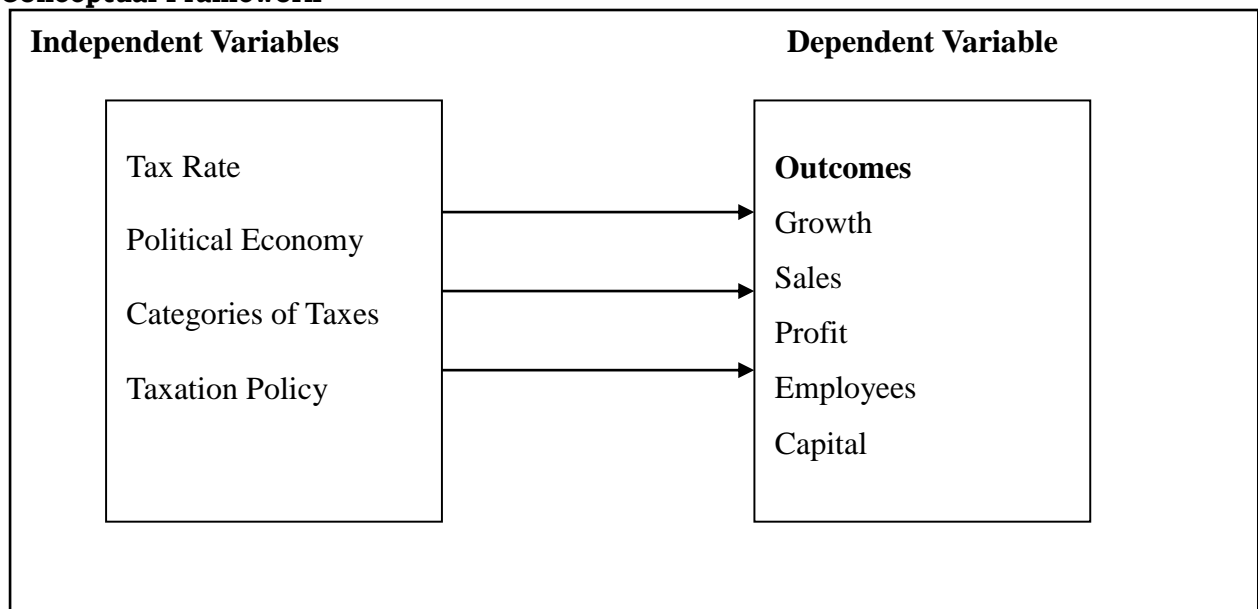 Conceptual Framework
Independent Variables
Dependent Variable
Tax Rate
Political Economy
Categories of Taxes
Taxation Policy
Outcomes
Growth
Sales
Profit
Employees
Capital